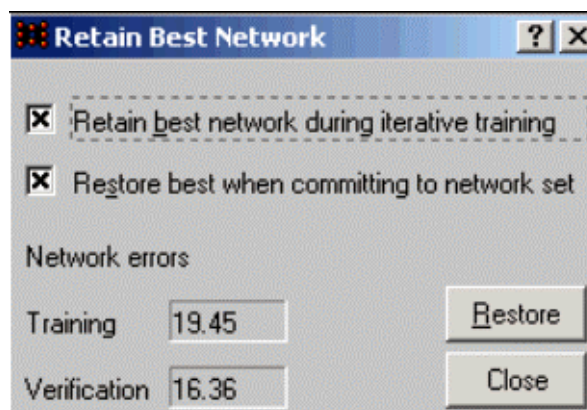 Retain Best Network
Retain best network during iterative training
Restore best when committing to network set
Network errors
Training 19.45
Restore
Verification 16.36
Close